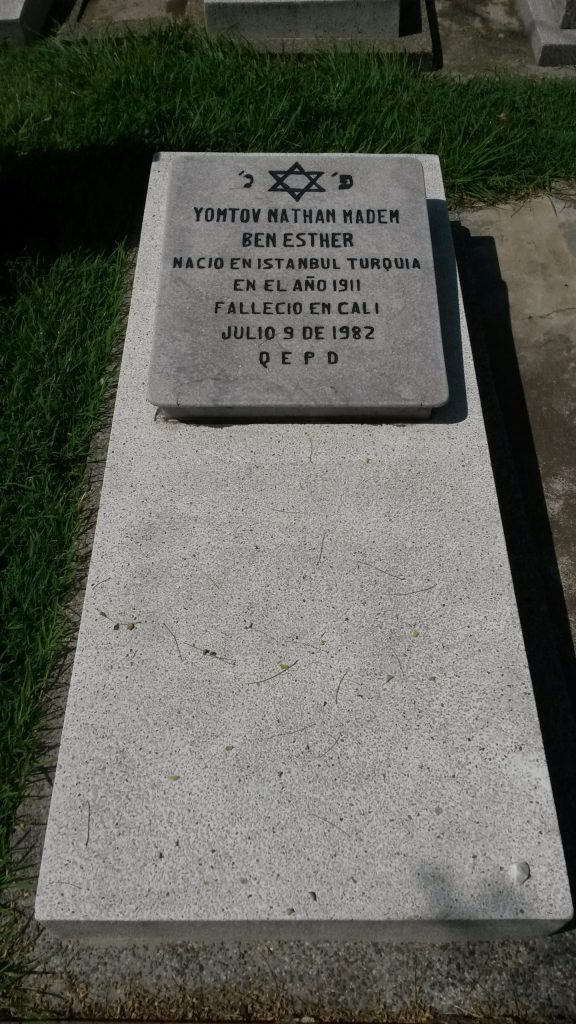 פ׳ נ׳
YOMTOV NATHAN MADEM
BEN ESTHER
NACIO EN ISTANBUL TURQUIA
EN EL AÑO 1911
FALLECIO EN CALI
JULIO 9 DE 1982
Q E P D